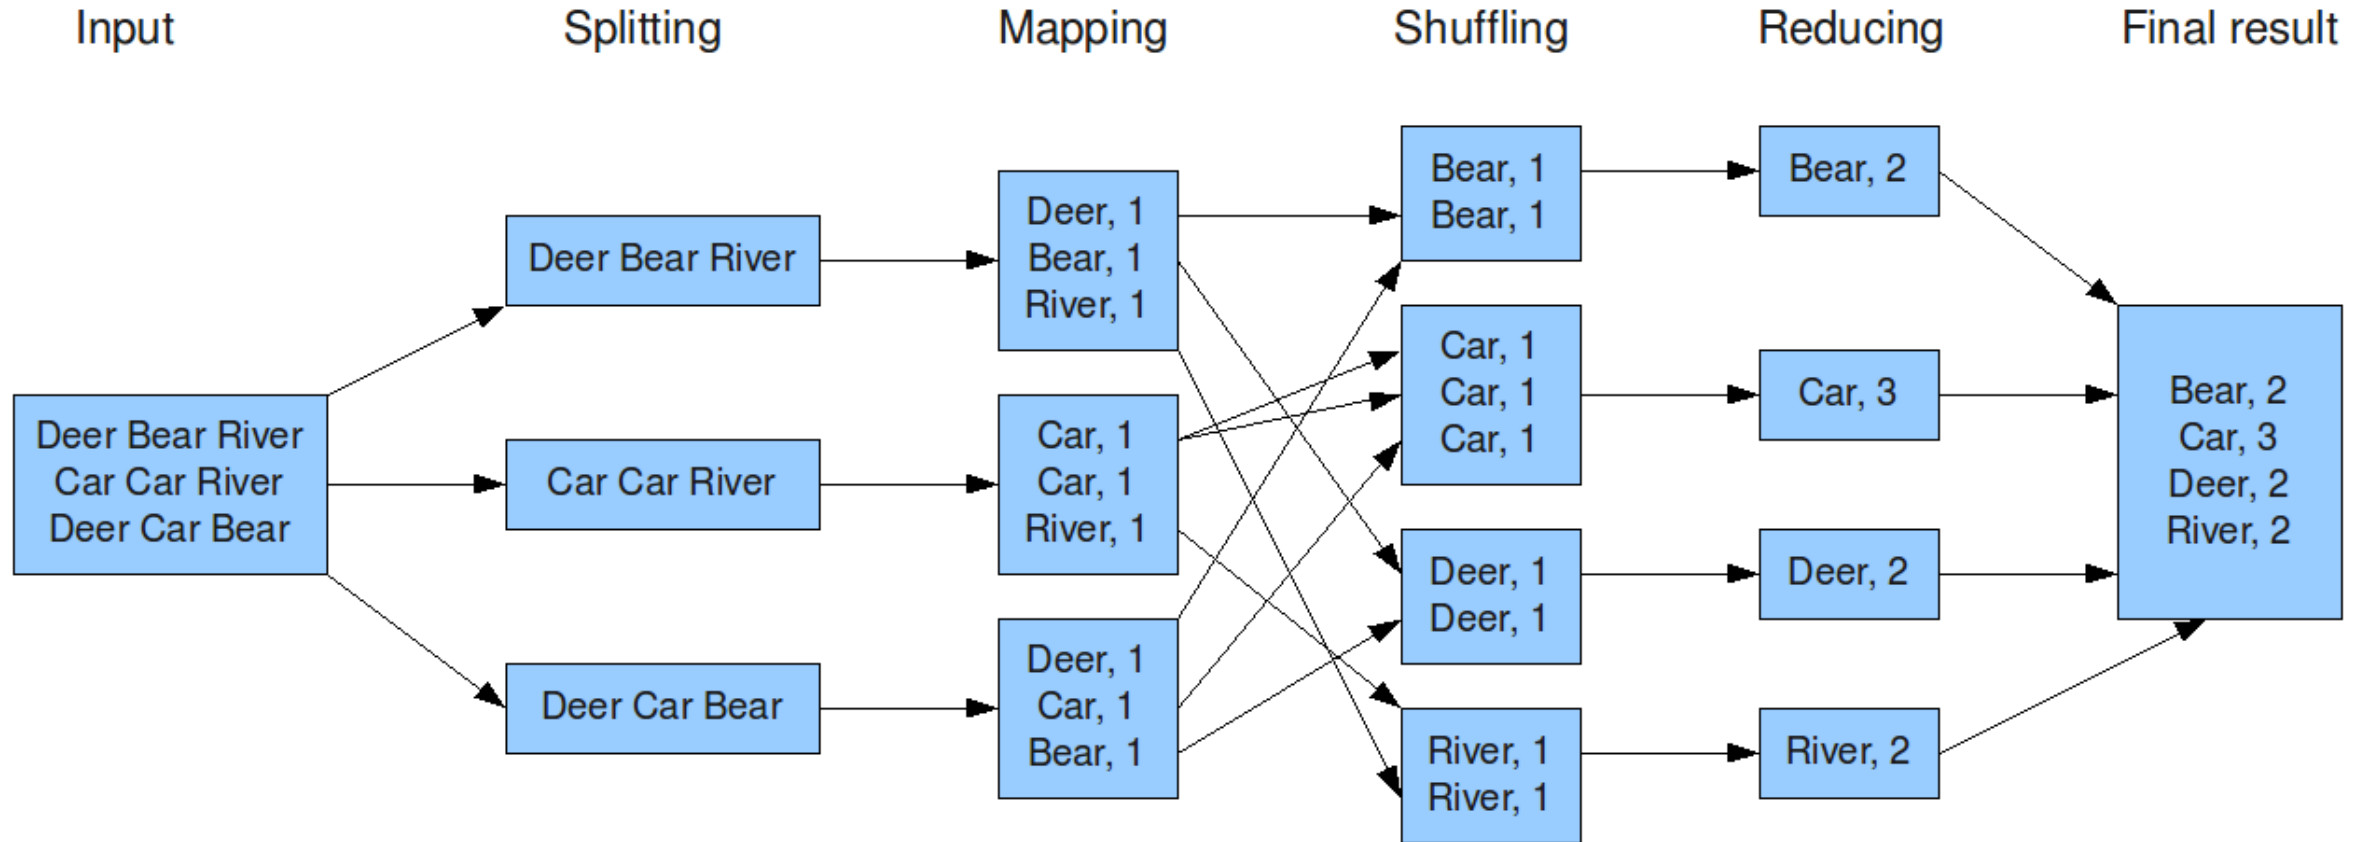 Input
Splitting
Mapping
Shuffling
Reducing
Final result
Deer Bear River
Car Car River
Deer Car Bear
Deer Bear River
Car Car River
Deer Car Bear
Deer, 1
Bear, 1
River, 1
Car, 1
Car, 1
River, 1
Deer, 1
Car, 1
Bear, 1
Bear, 1
Bear, 1
Car, 1
Car, 1
Car, 1
Deer, 1
Deer, 1
River, 1
River, 1
Bear, 2
Car, 3
Deer, 2
River, 2
Bear, 2
Car, 3
Deer, 2
River, 2